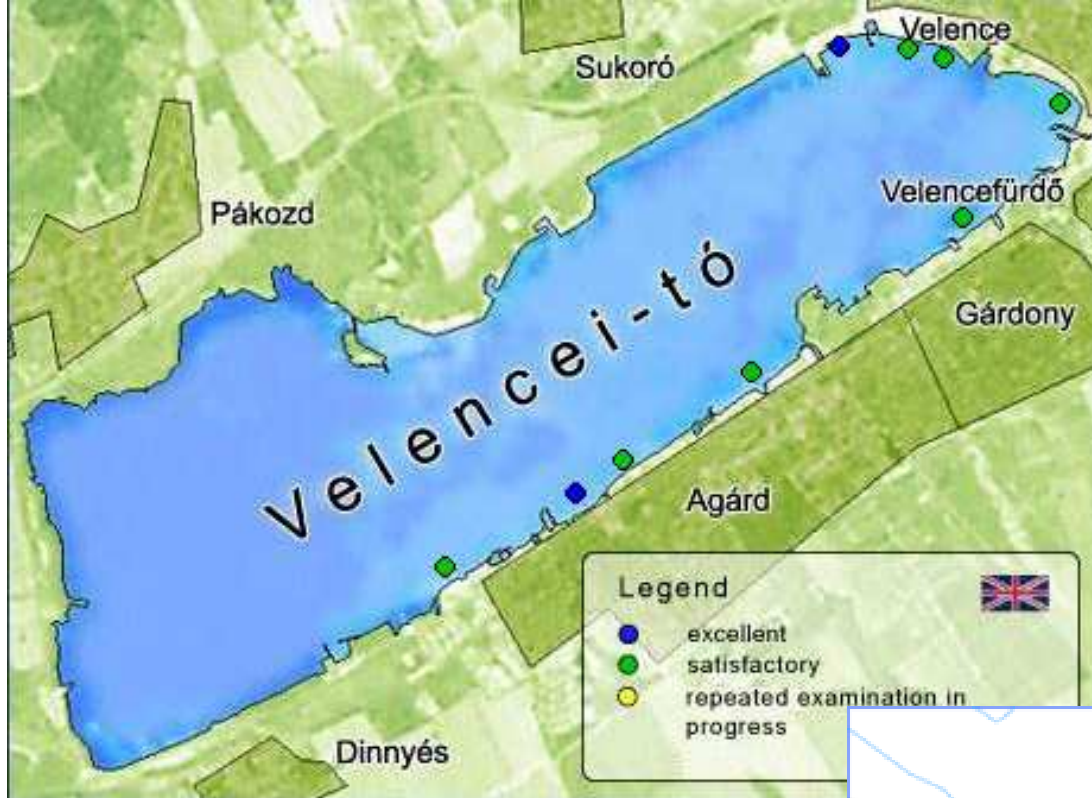 Velence
Sukoró
Velencefürdő
Pákozd
Velencei-tó
Gárdony
Agárd
Legend
excellent
satisfactory
repeated examination in
progress
Dinnyés